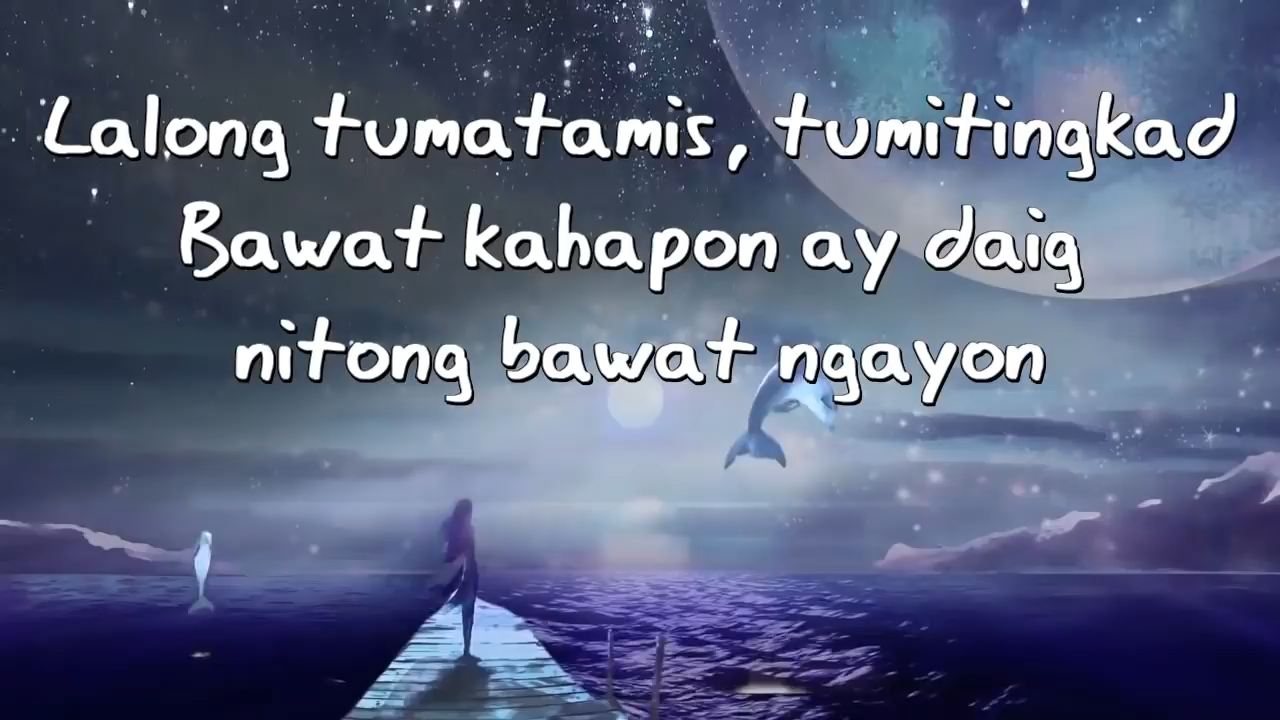 Lalong tumatamis, tumitingkad
Bawat kahapon ay daig
nitong bawat ngayon